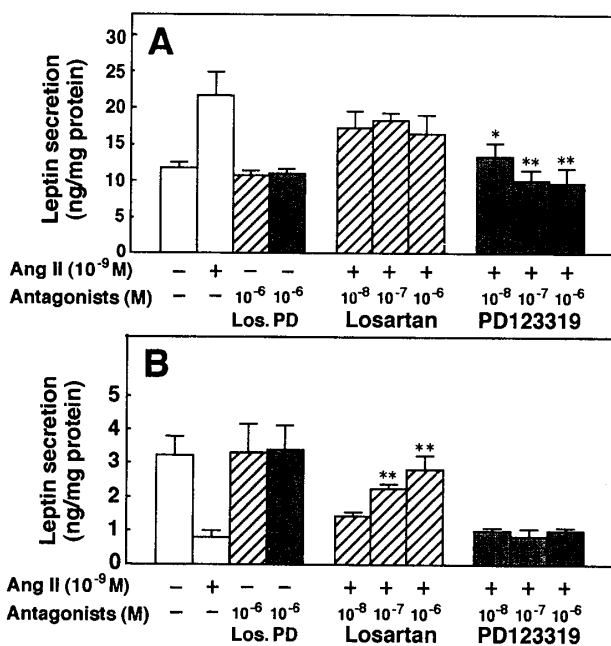 A
Leptin secretion
(ng/mg protein)
30
25
20
15
10
5
0
* ** **
Ang II (10⁻⁹M) − + − − + + + + + +
Antagonists (M) − − 10⁻⁶ 10⁻⁶ 10⁻⁸ 10⁻⁷ 10⁻⁶ 10⁻⁸ 10⁻⁷ 10⁻⁶
Los. PD Losartan PD123319
B
Leptin secretion
(ng/mg protein)
5
4
3
2
1
0
** **
Ang II (10⁻⁹M) − + − − + + + + + +
Antagonists (M) − − 10⁻⁶ 10⁻⁶ 10⁻⁸ 10⁻⁷ 10⁻⁶ 10⁻⁸ 10⁻⁷ 10⁻⁶
Los. PD Losartan PD123319